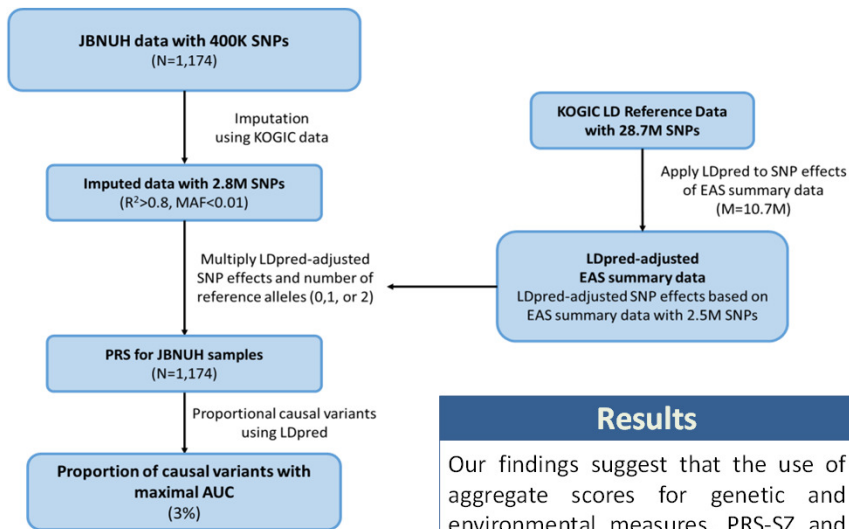 JBNUH data with 400K SNPs
(N=1,174)
Imputation
using KOGIC data
Imputed data with 2.8M SNPs
(R²>0.8, MAF<0.01)
Multiply LDpred-adjusted
SNP effects and number of
reference alleles (0,1, or 2)
PRS for JBNUH samples
(N=1,174)
Proportional causal variants
using LDpred
Proportion of causal variants with
maximal AUC
(3%)
KOGIC LD Reference Data
with 28.7M SNPs
Apply LDpred to SNP effects
of EAS summary data
(M=10.7M)
LDpred-adjusted
EAS summary data
LDpred-adjusted SNP effects based on
EAS summary data with 2.5M SNPs
Results
Our findings suggest that the use of
aggregate scores for genetic and
environmental measures, PRS-SZ and